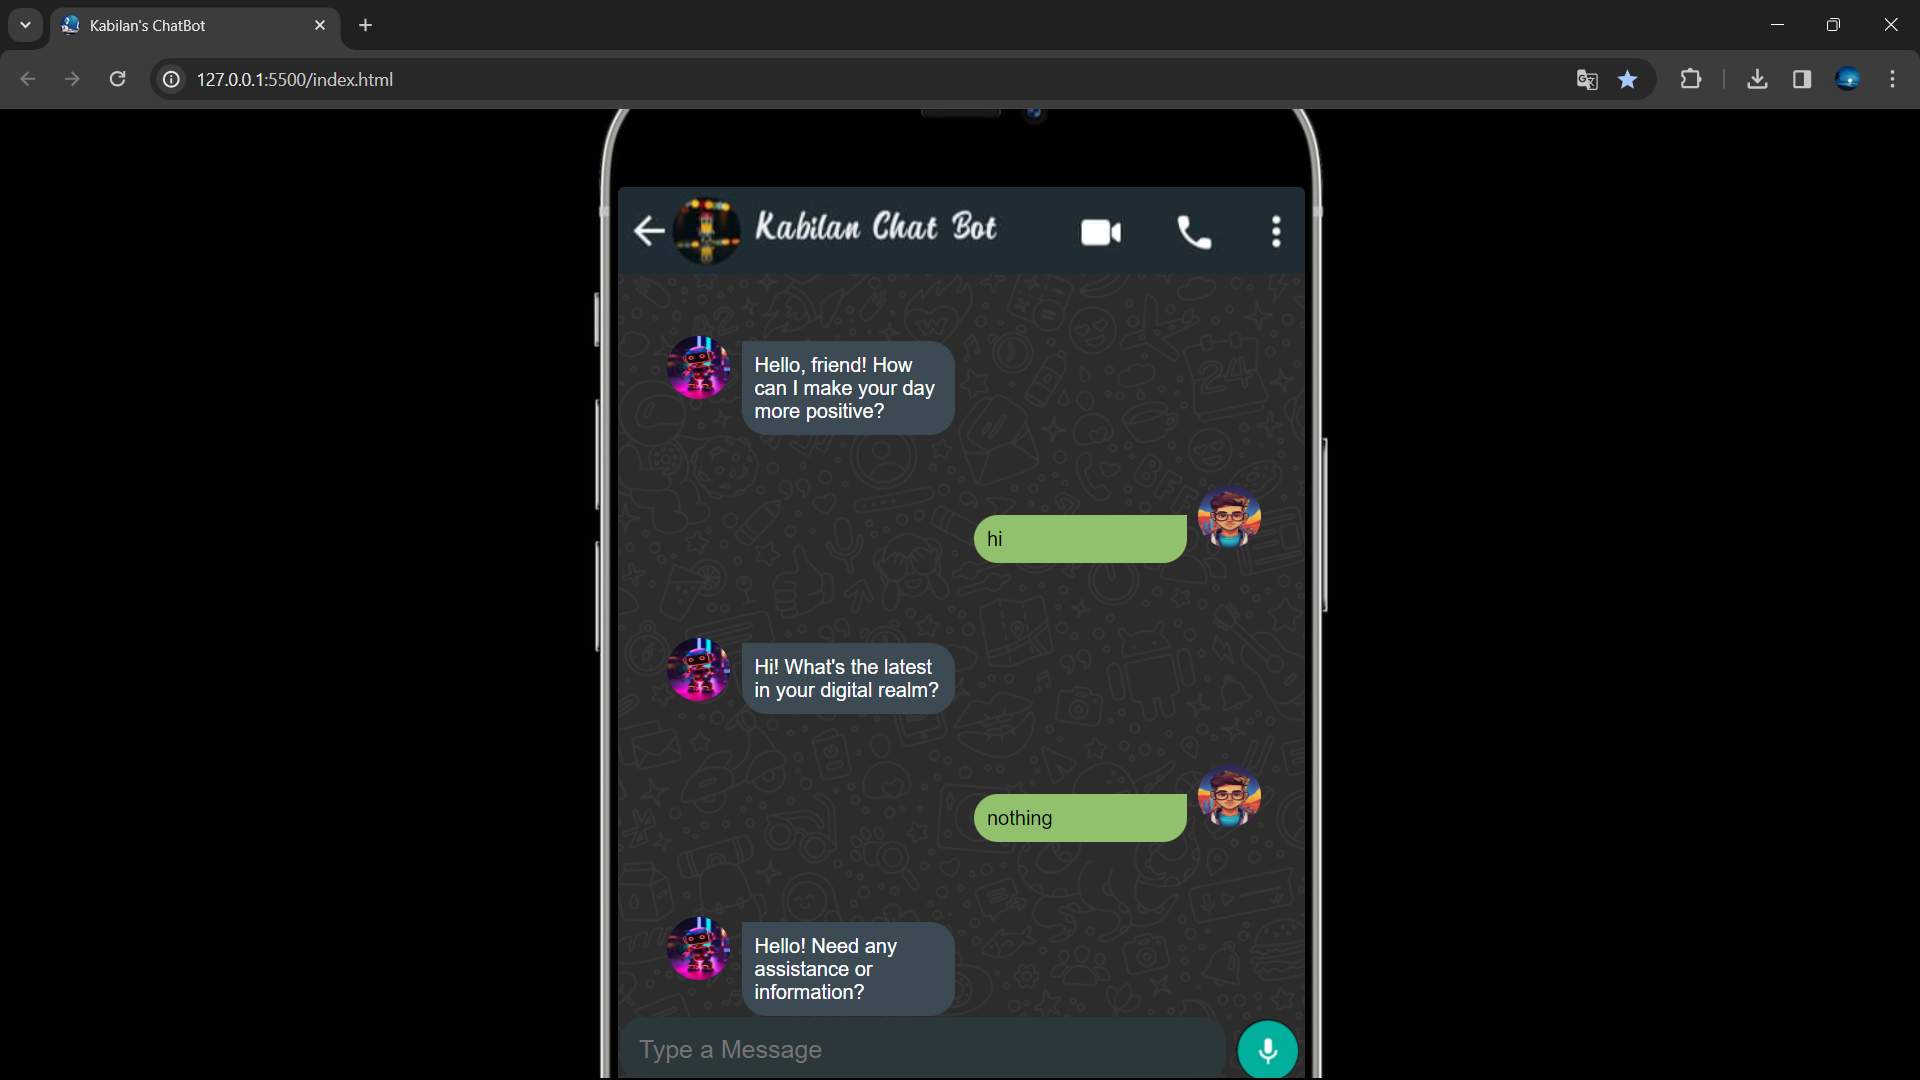 Kabilan's ChatBot
127.0.0.1:5500/index.html
Kabilan Chat Bot
Hello, friend! How
can I make your day
more positive?
hi
Hi! What's the latest
in your digital realm?
nothing
Hello! Need any
assistance or
information?
Type a Message